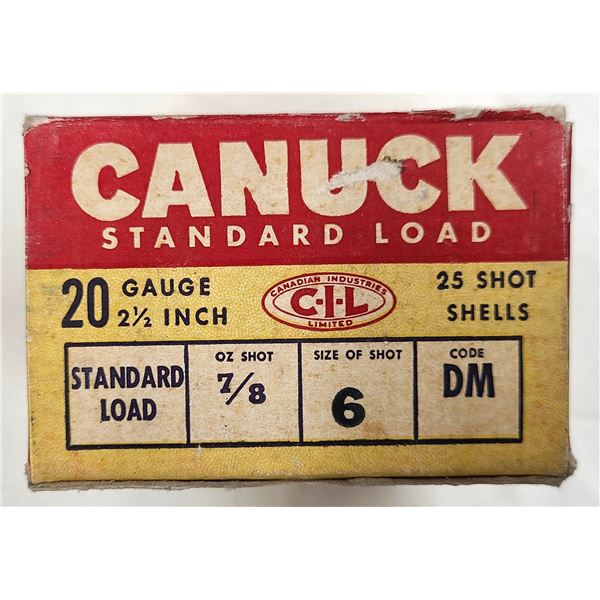 CANUCK
STANDARD LOAD
20 GAUGE
2½ INCH
CANADIAN INDUSTRIES
C-I-L
LIMITED
25 SHOT
SHELLS
STANDARD
LOAD
OZ SHOT
7/8
SIZE OF SHOT
6
CODE
DM